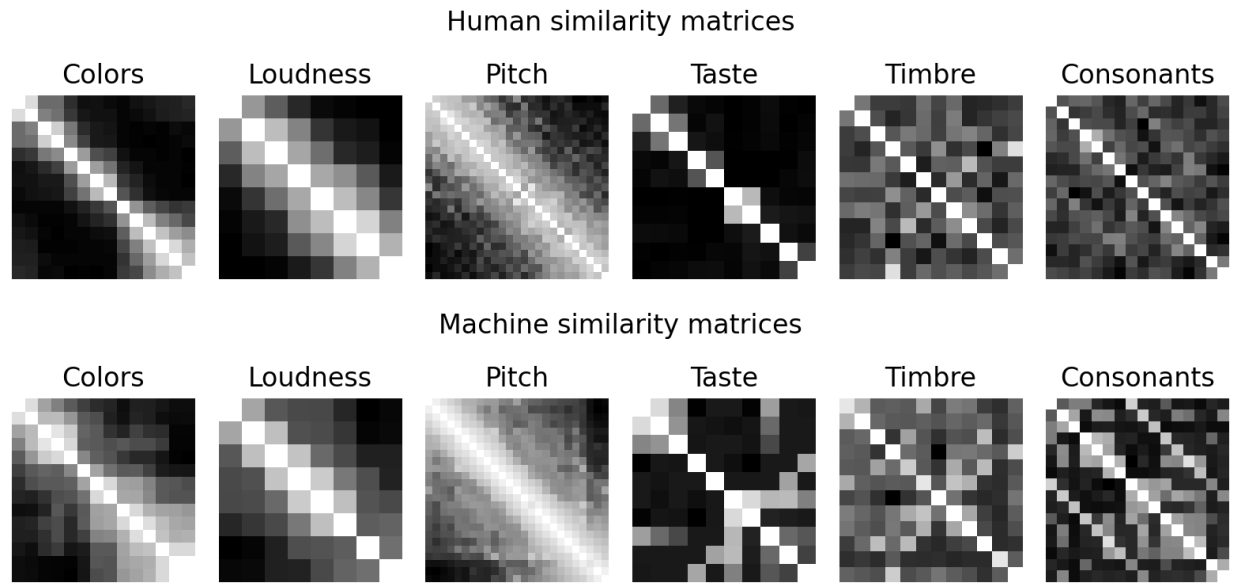 Human similarity matrices
Colors Loudness Pitch Taste Timbre Consonants
Machine similarity matrices
Colors Loudness Pitch Taste Timbre Consonants